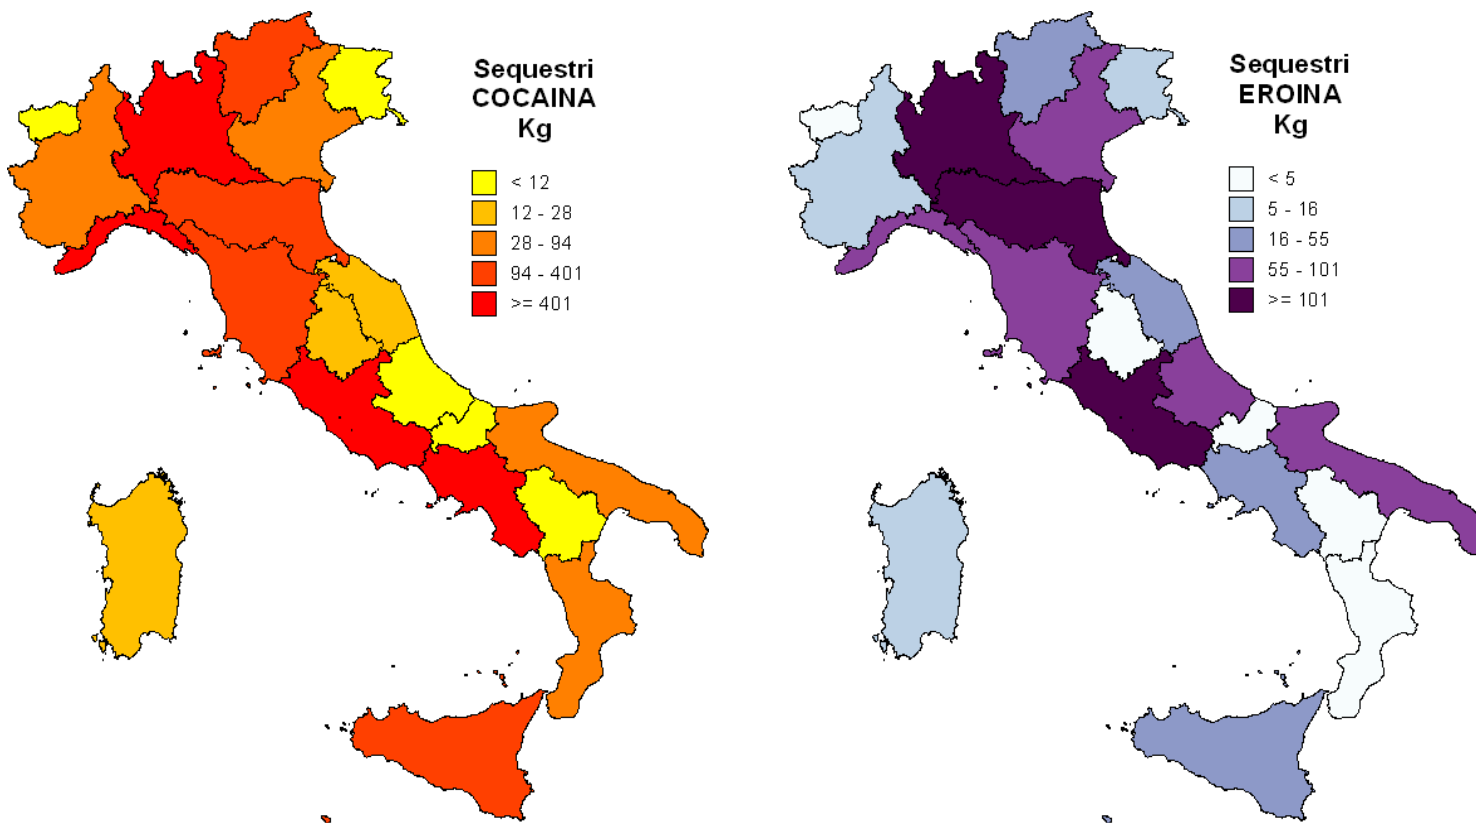 Sequestri
COCAINA
Kg
< 12
12 - 28
28 - 94
94 - 401
>= 401
Sequestri
EROINA
Kg
< 5
5 - 16
16 - 55
55 - 101
>= 101